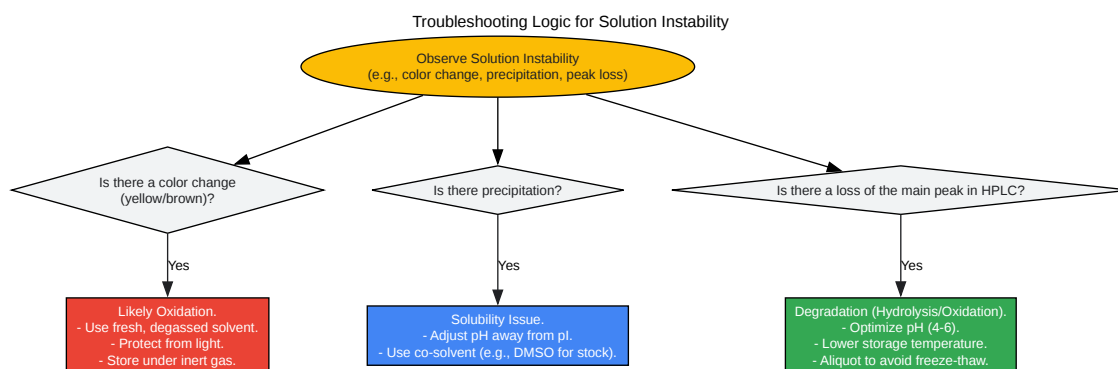 Troubleshooting Logic for Solution Instability
Observe Solution Instability
(e.g., color change, precipitation, peak loss)
Is there a color change
(yellow/brown)?
Is there precipitation?
Is there a loss of the main peak in HPLC?
Yes
Yes
Yes
Likely Oxidation.
- Use fresh, degassed solvent.
- Protect from light.
- Store under inert gas.
Solubility Issue.
- Adjust pH away from pI.
- Use co-solvent (e.g., DMSO for stock).
Degradation (Hydrolysis/Oxidation).
- Optimize pH (4-6).
- Lower storage temperature.
- Aliquot to avoid freeze-thaw.